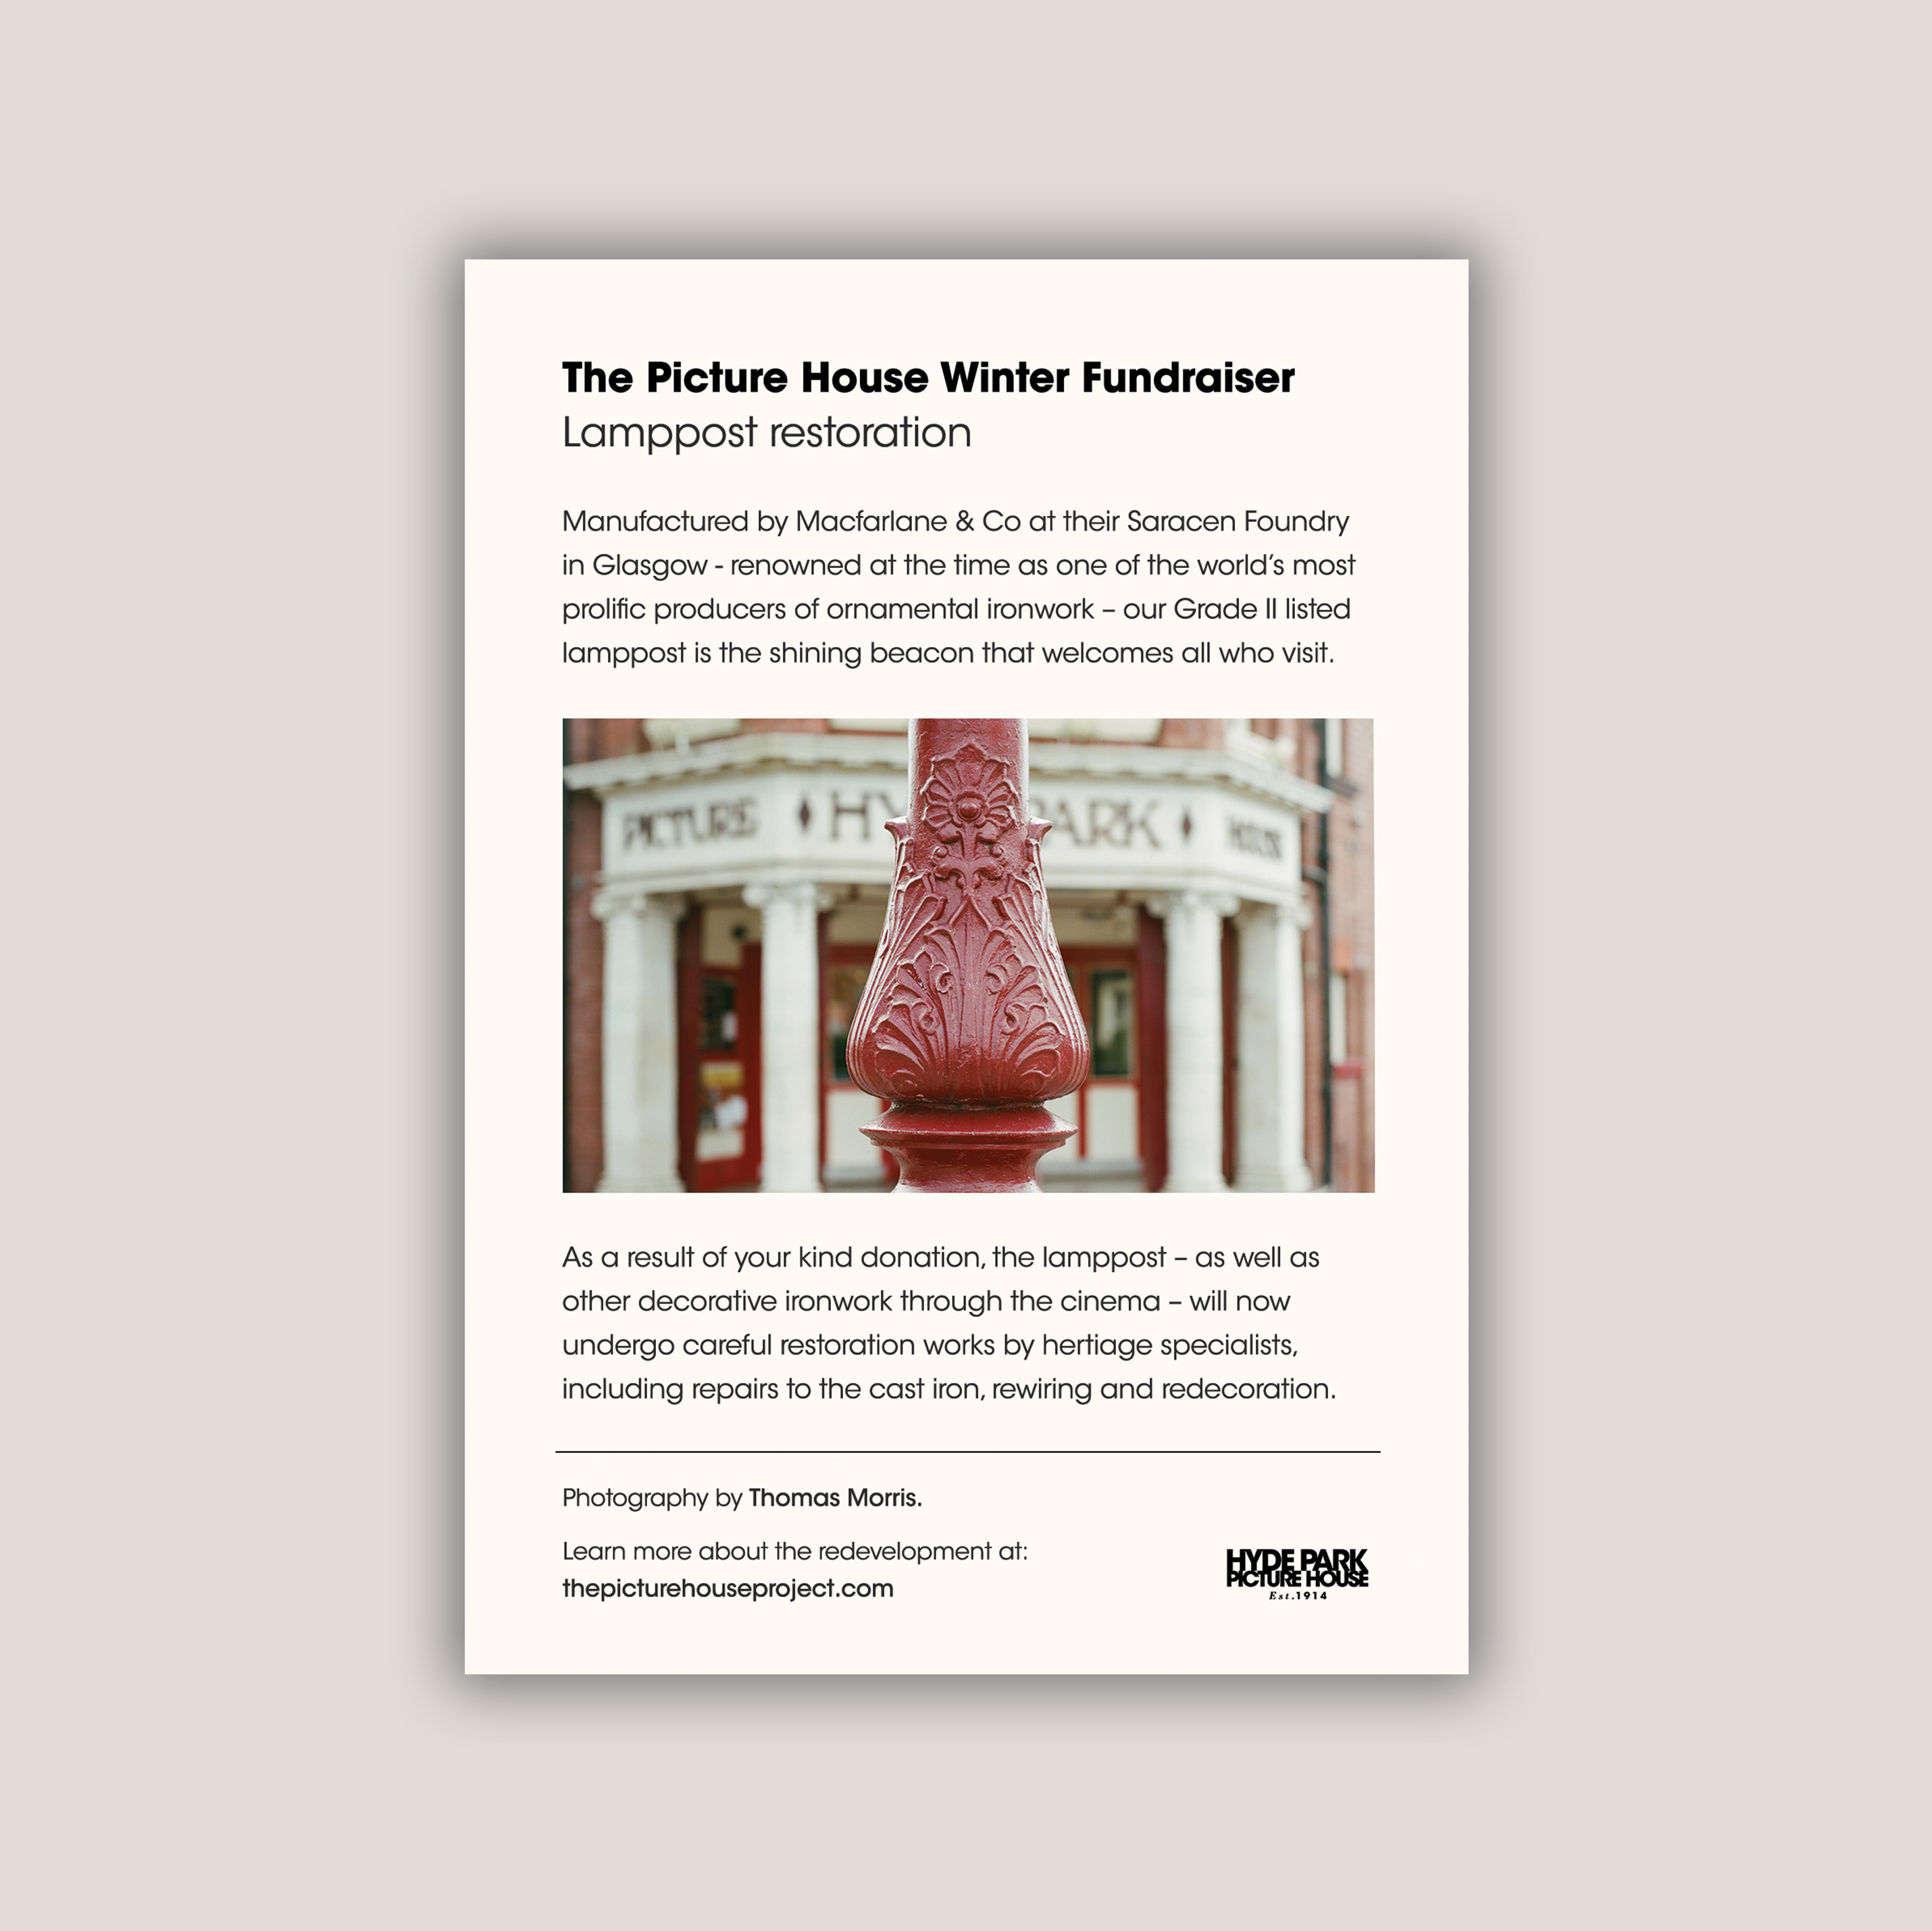 The Picture House Winter Fundraiser
Lamppost restoration
Manufactured by Macfarlane & Co at their Saracen Foundry
in Glasgow - renowned at the time as one of the world’s most
prolific producers of ornamental ironwork – our Grade II listed
lamppost is the shining beacon that welcomes all who visit.
PICTURE HY PARK HOUSE
As a result of your kind donation, the lamppost – as well as
other decorative ironwork through the cinema – will now
undergo careful restoration works by hertiage specialists,
including repairs to the cast iron, rewiring and redecoration.
Photography by Thomas Morris.
Learn more about the redevelopment at:
thepicturehouseproject.com
HYDE PARK
PICTURE HOUSE
Est.1914